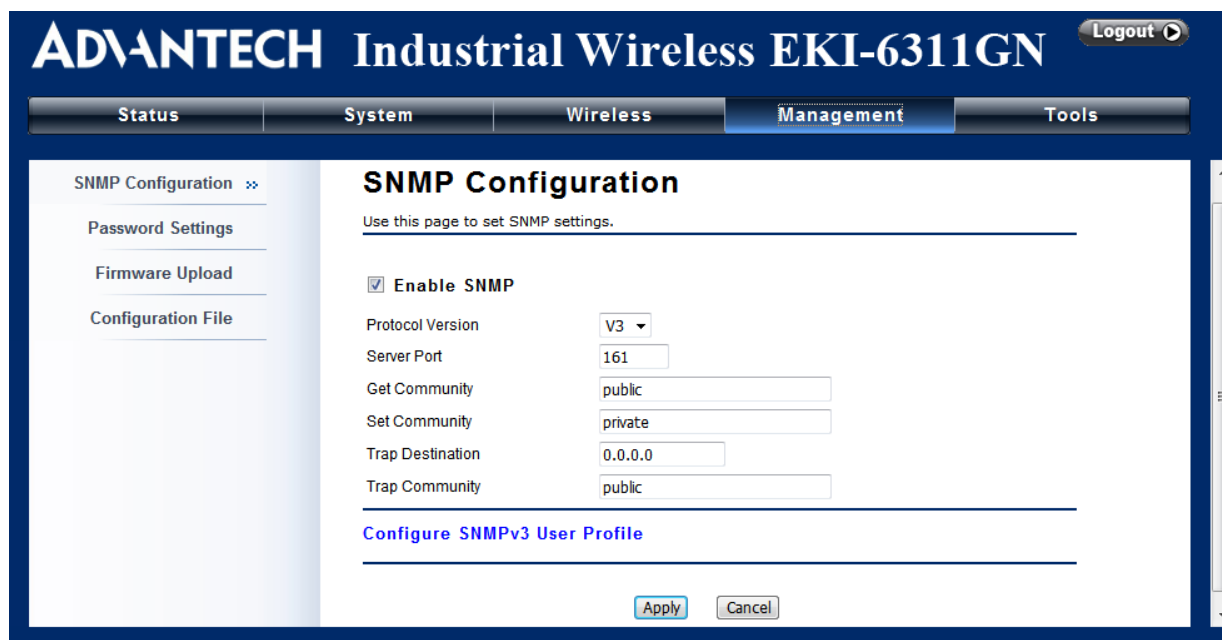 ADVANTECH Industrial Wireless EKI-6311GN Logout
Status System Wireless Management Tools
SNMP Configuration »
Password Settings
Firmware Upload
Configuration File
SNMP Configuration
Use this page to set SNMP settings.
Enable SNMP
Protocol Version V3
Server Port 161
Get Community public
Set Community private
Trap Destination 0.0.0.0
Trap Community public
Configure SNMPv3 User Profile
Apply Cancel